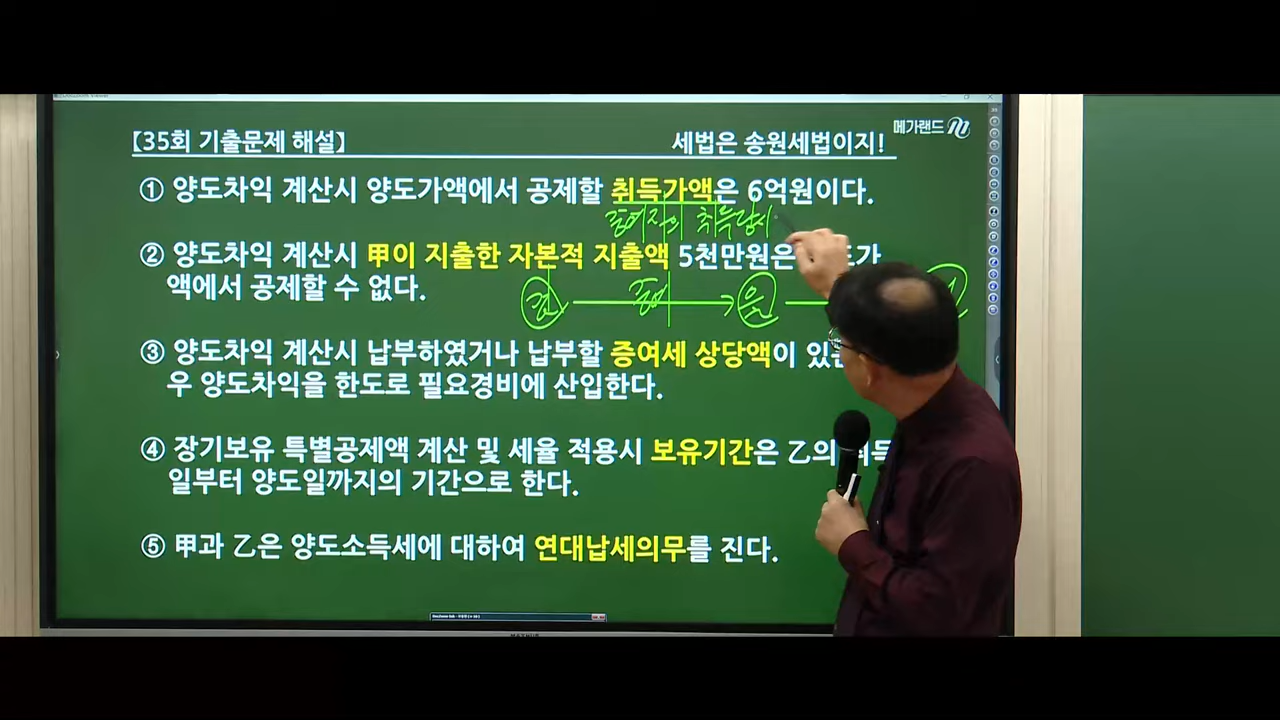 【35회 기출문제 해설】 세법은 송원세법이지!
메가랜드
① 양도차익 계산시 양도가액에서 공제할 취득가액은 6억원이다.
증여자의 취득당시
② 양도차익 계산시 甲이 지출한 자본적 지출액 5천만원은
액에서 공제할 수 없다.
증여
③ 양도차익 계산시 납부하였거나 납부할 증여세 상당액이
우 양도차익을 한도로 필요경비에 산입한다.
④ 장기보유 특별공제액 계산 및 세율 적용시 보유기간은 乙의
일부터 양도일까지의 기간으로 한다.
⑤ 甲과 乙은 양도소득세에 대하여 연대납세의무를 진다.